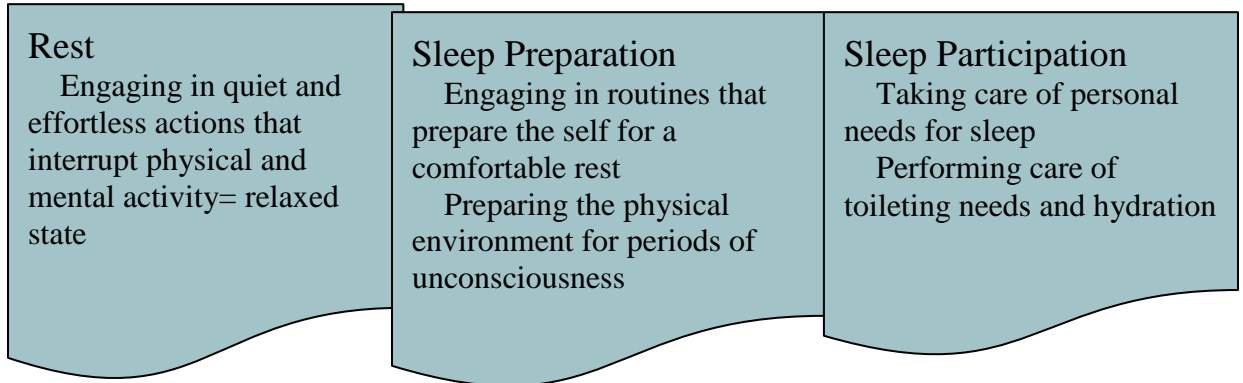 Rest
Engaging in quiet and
effortless actions that
interrupt physical and
mental activity= relaxed
state
Sleep Preparation
Engaging in routines that
prepare the self for a
comfortable rest
Preparing the physical
environment for periods of
unconsciousness
Sleep Participation
Taking care of personal
needs for sleep
Performing care of
toileting needs and hydration